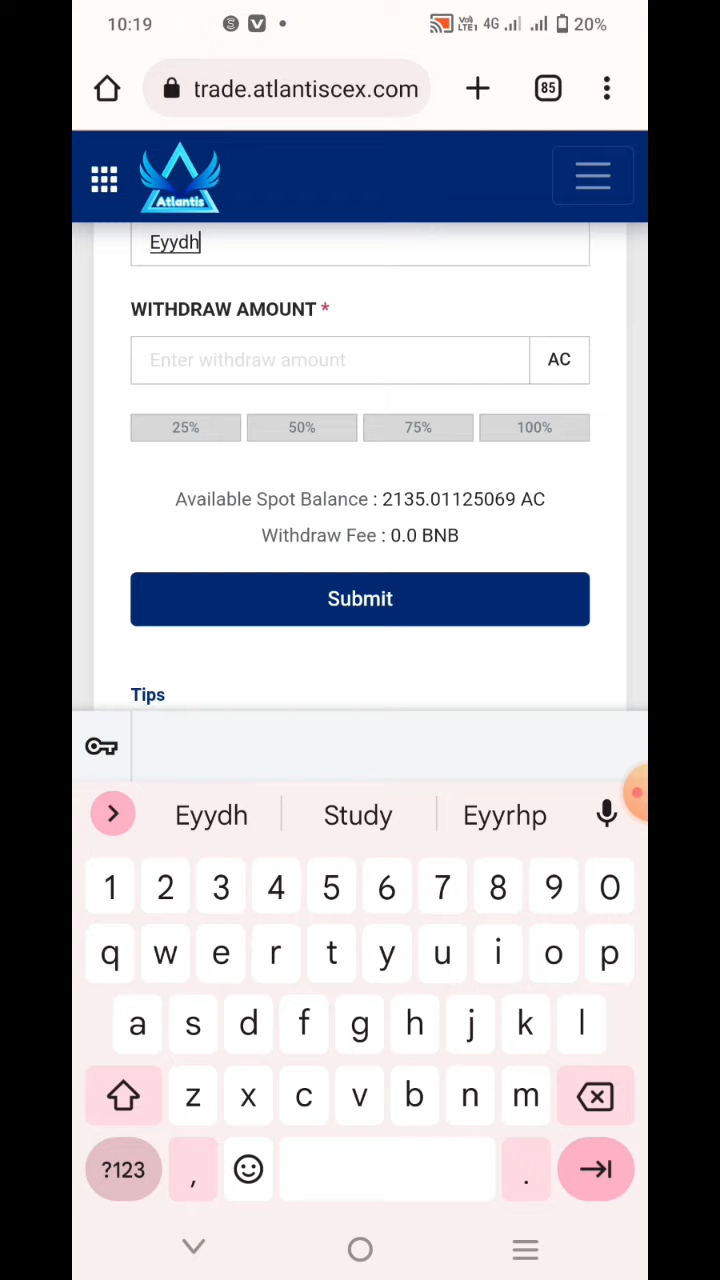 10:19
S V Vo) LTE1 4G 20%
trade.atlantiscex.com
85
Atlantis
Eyydh
WITHDRAW AMOUNT *
Enter withdraw amount AC
25% 50% 75% 100%
Available Spot Balance : 2135.01125069 AC
Withdraw Fee : 0.0 BNB
Submit
Tips
Eyydh Study Eyyrhp
1 2 3 4 5 6 7 8 9 0
q w e r t y u i o p
a s d f g h j k l
z x c v b n m
?123 , .